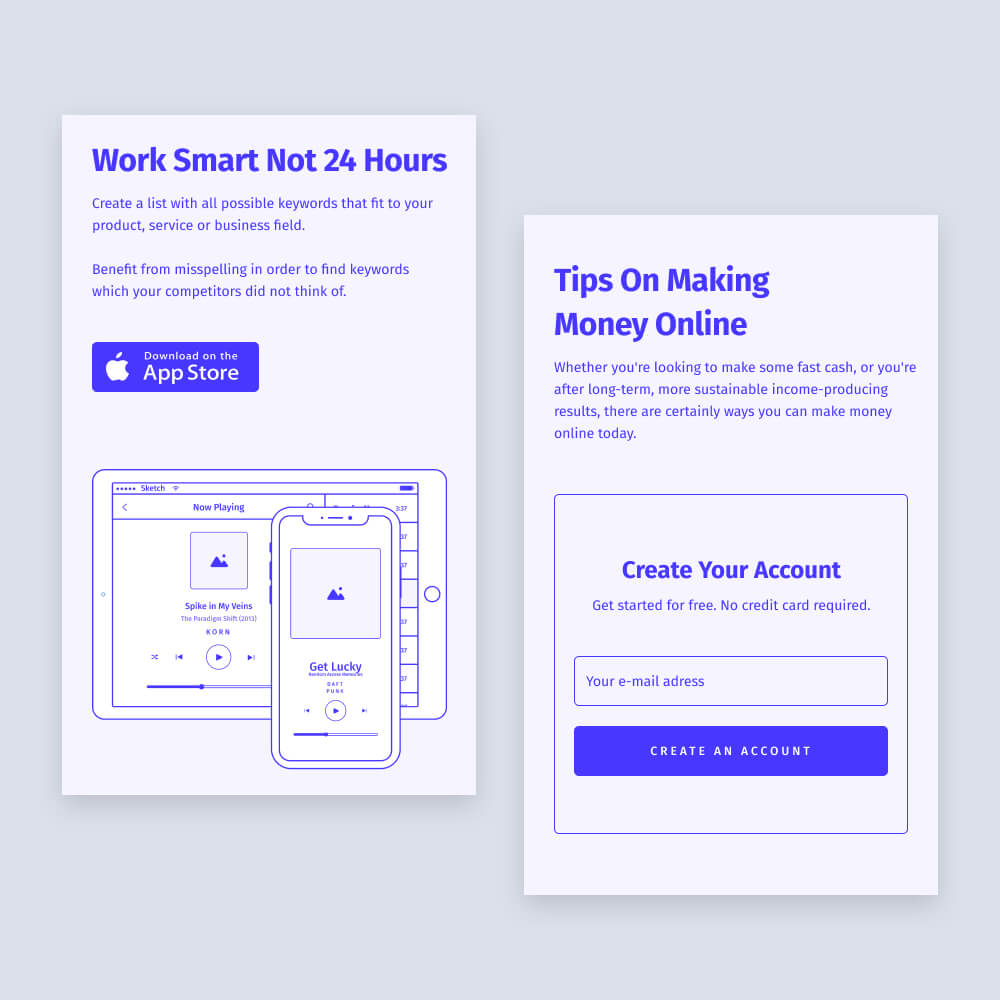 Work Smart Not 24 Hours
Create a list with all possible keywords that fit to your
product, service or business field.
Benefit from misspelling in order to find keywords
which your competitors did not think of.
Download on the
App Store
Sketch
Now Playing
3:37
Spike in My Veins
The Paradigm Shift (2013)
KORN
Get Lucky
Random Access Memories
DAFT
PUNK
Tips On Making
Money Online
Whether you're looking to make some fast cash, or you're
after long-term, more sustainable income-producing
results, there are certainly ways you can make money
online today.
Create Your Account
Get started for free. No credit card required.
Your e-mail adress
CREATE AN ACCOUNT